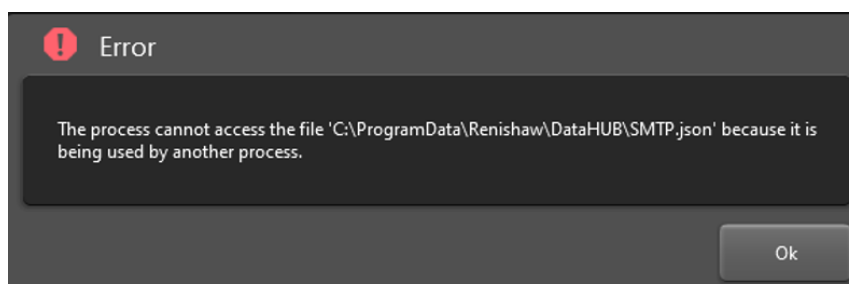 Error
The process cannot access the file 'C:\ProgramData\Renishaw\DataHUB\SMTP.json' because it is
being used by another process.
Ok